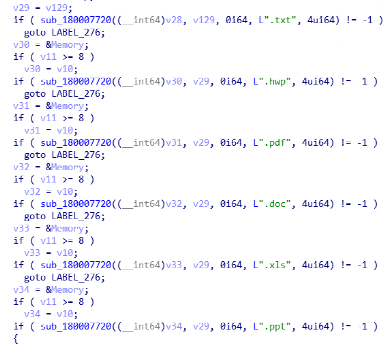 v29 = v129;
if ( sub_180007720((__int64)v28, v129, 0i64, L".txt", 4ui64) != -1 )
goto LABEL_276;
v30 = &Memory;
if ( v11 >= 8 )
v30 = v10;
if ( sub_180007720((__int64)v30, v29, 0i64, L".hwp", 4ui64) != -1 )
goto LABEL_276;
v31 = &Memory;
if ( v11 >= 8 )
v31 = v10;
if ( sub_180007720((__int64)v31, v29, 0i64, L".pdf", 4ui64) != -1 )
goto LABEL_276;
v32 = &Memory;
if ( v11 >= 8 )
v32 = v10;
if ( sub_180007720((__int64)v32, v29, 0i64, L".doc", 4ui64) != -1 )
goto LABEL_276;
v33 = &Memory;
if ( v11 >= 8 )
v33 = v10;
if ( sub_180007720((__int64)v33, v29, 0i64, L".xls", 4ui64) != -1 )
goto LABEL_276;
v34 = &Memory;
if ( v11 >= 8 )
v34 = v10;
if ( sub_180007720((__int64)v34, v29, 0i64, L".ppt", 4ui64) != -1 )
{